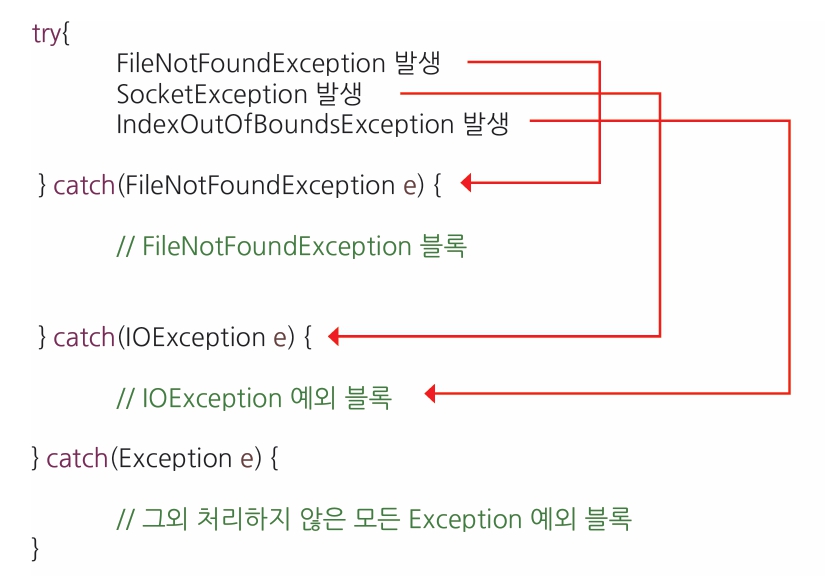 try{
FileNotFoundException 발생
SocketException 발생
IndexOutOfBoundsException 발생
} catch(FileNotFoundException e) {
// FileNotFoundException 블록
} catch(IOException e) {
// IOException 예외 블록
} catch(Exception e) {
// 그외 처리하지 않은 모든 Exception 예외 블록
}